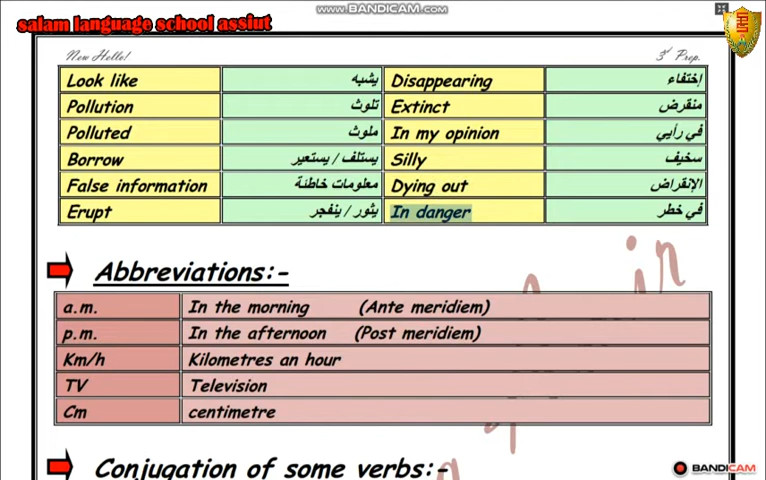 WWW.BANDICAM.COM
salam language school assiut
New Hello! 3rd Prep.
Look like يشبه Disappearing إختفاء
Pollution تلوث Extinct منقرض
Polluted ملوث In my opinion في رأيي
Borrow يستلف / يستعير Silly سخيف
False information معلومات خاطئة Dying out الإنقراض
Erupt يثور / ينفجر In danger في خطر
Abbreviations:-
a.m. In the morning (Ante meridiem)
p.m. In the afternoon (Post meridiem)
Km/h Kilometres an hour
TV Television
Cm centimetre
Conjugation of some verbs:-
BANDICAM